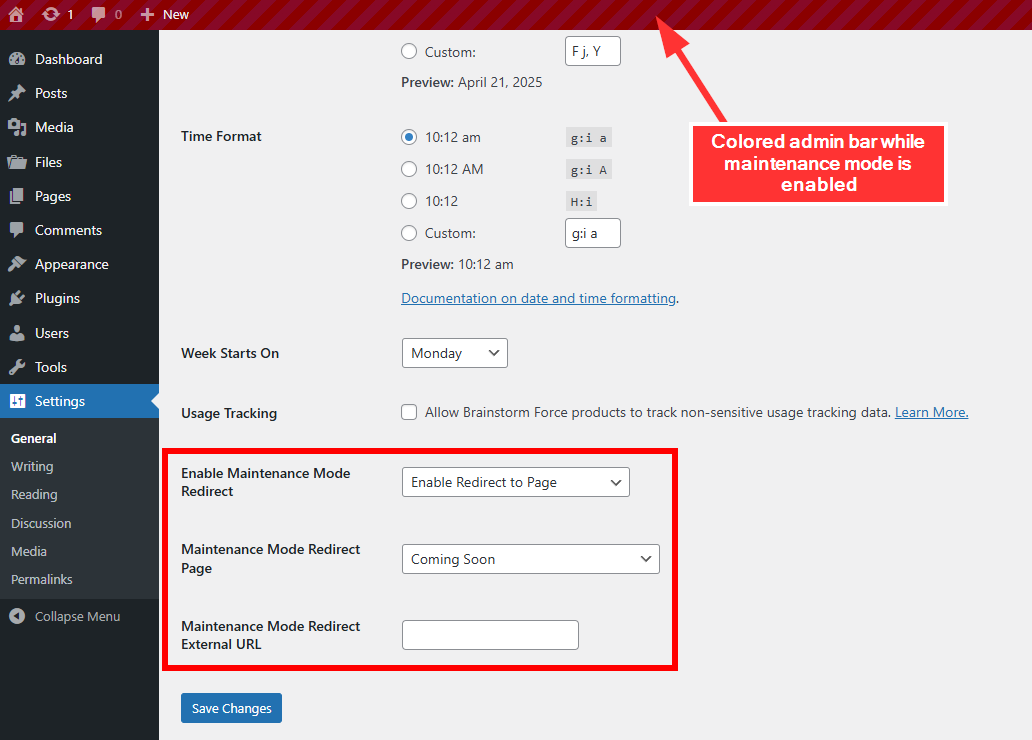 1 0 New
Dashboard
Posts
Media
Files
Pages
Comments
Appearance
Plugins
Users
Tools
Settings
General
Writing
Reading
Discussion
Media
Permalinks
Collapse Menu
Custom: F j, Y
Preview: April 21, 2025
Time Format
10:12 am g:i a
10:12 AM g:i A
10:12 H:i
Custom: g:i a
Preview: 10:12 am
Documentation on date and time formatting.
Week Starts On Monday
Usage Tracking Allow Brainstorm Force products to track non-sensitive usage tracking data. Learn More.
Enable Maintenance Mode
Redirect
Enable Redirect to Page
Maintenance Mode Redirect
Page
Coming Soon
Maintenance Mode Redirect
External URL
Save Changes
Colored admin bar while
maintenance mode is
enabled